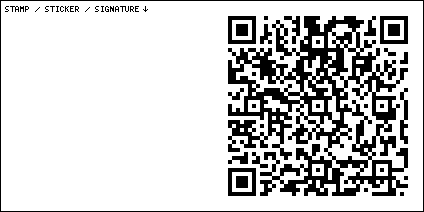 STAMP / STICKER / SIGNATURE ↓